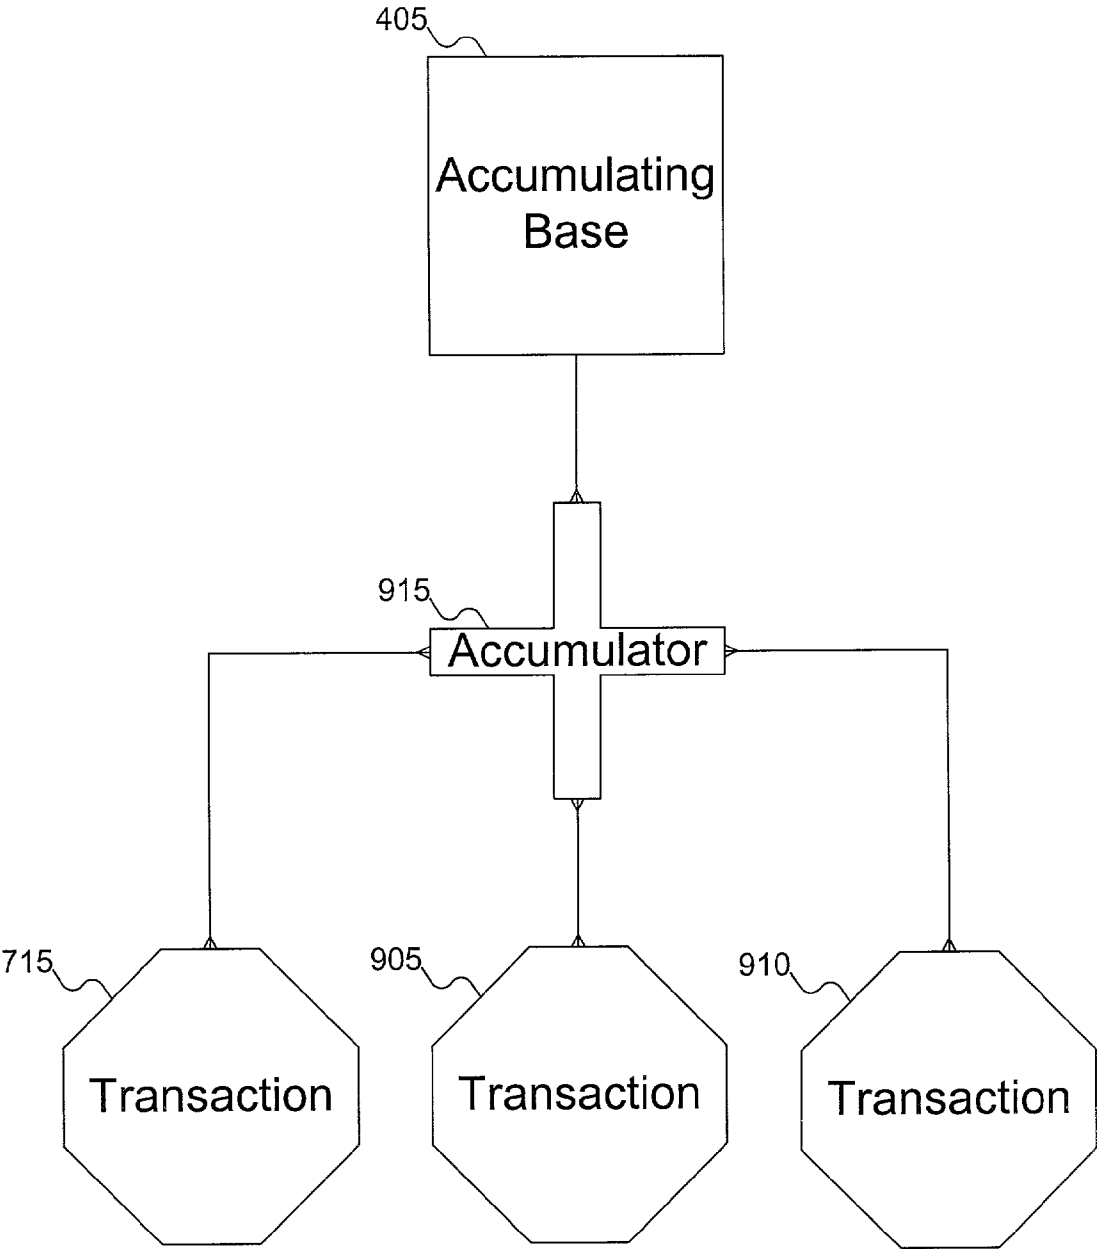 405
Accumulating
Base
915
Accumulator
715
905
910
Transaction
Transaction
Transaction